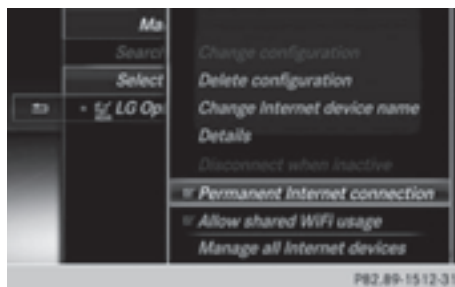 Ma
Search
Select
LG Op
Change configuration
Delete configuration
Change Internet device name
Details
Disconnect when inactive
Permanent Internet connection
Allow shared WiFi usage
Manage all Internet devices
P82.89-1512-31